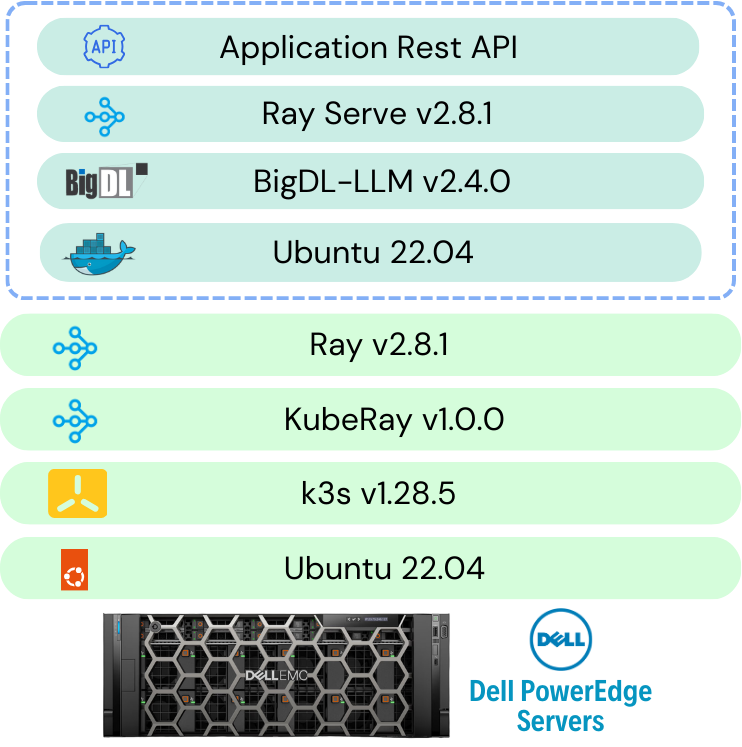 API
Application Rest API
Ray Serve v2.8.1
BigDL
BigDL-LLM v2.4.0
Ubuntu 22.04
Ray v2.8.1
KubeRay v1.0.0
k3s v1.28.5
Ubuntu 22.04
DELLEMC
DELL
Dell PowerEdge
Servers